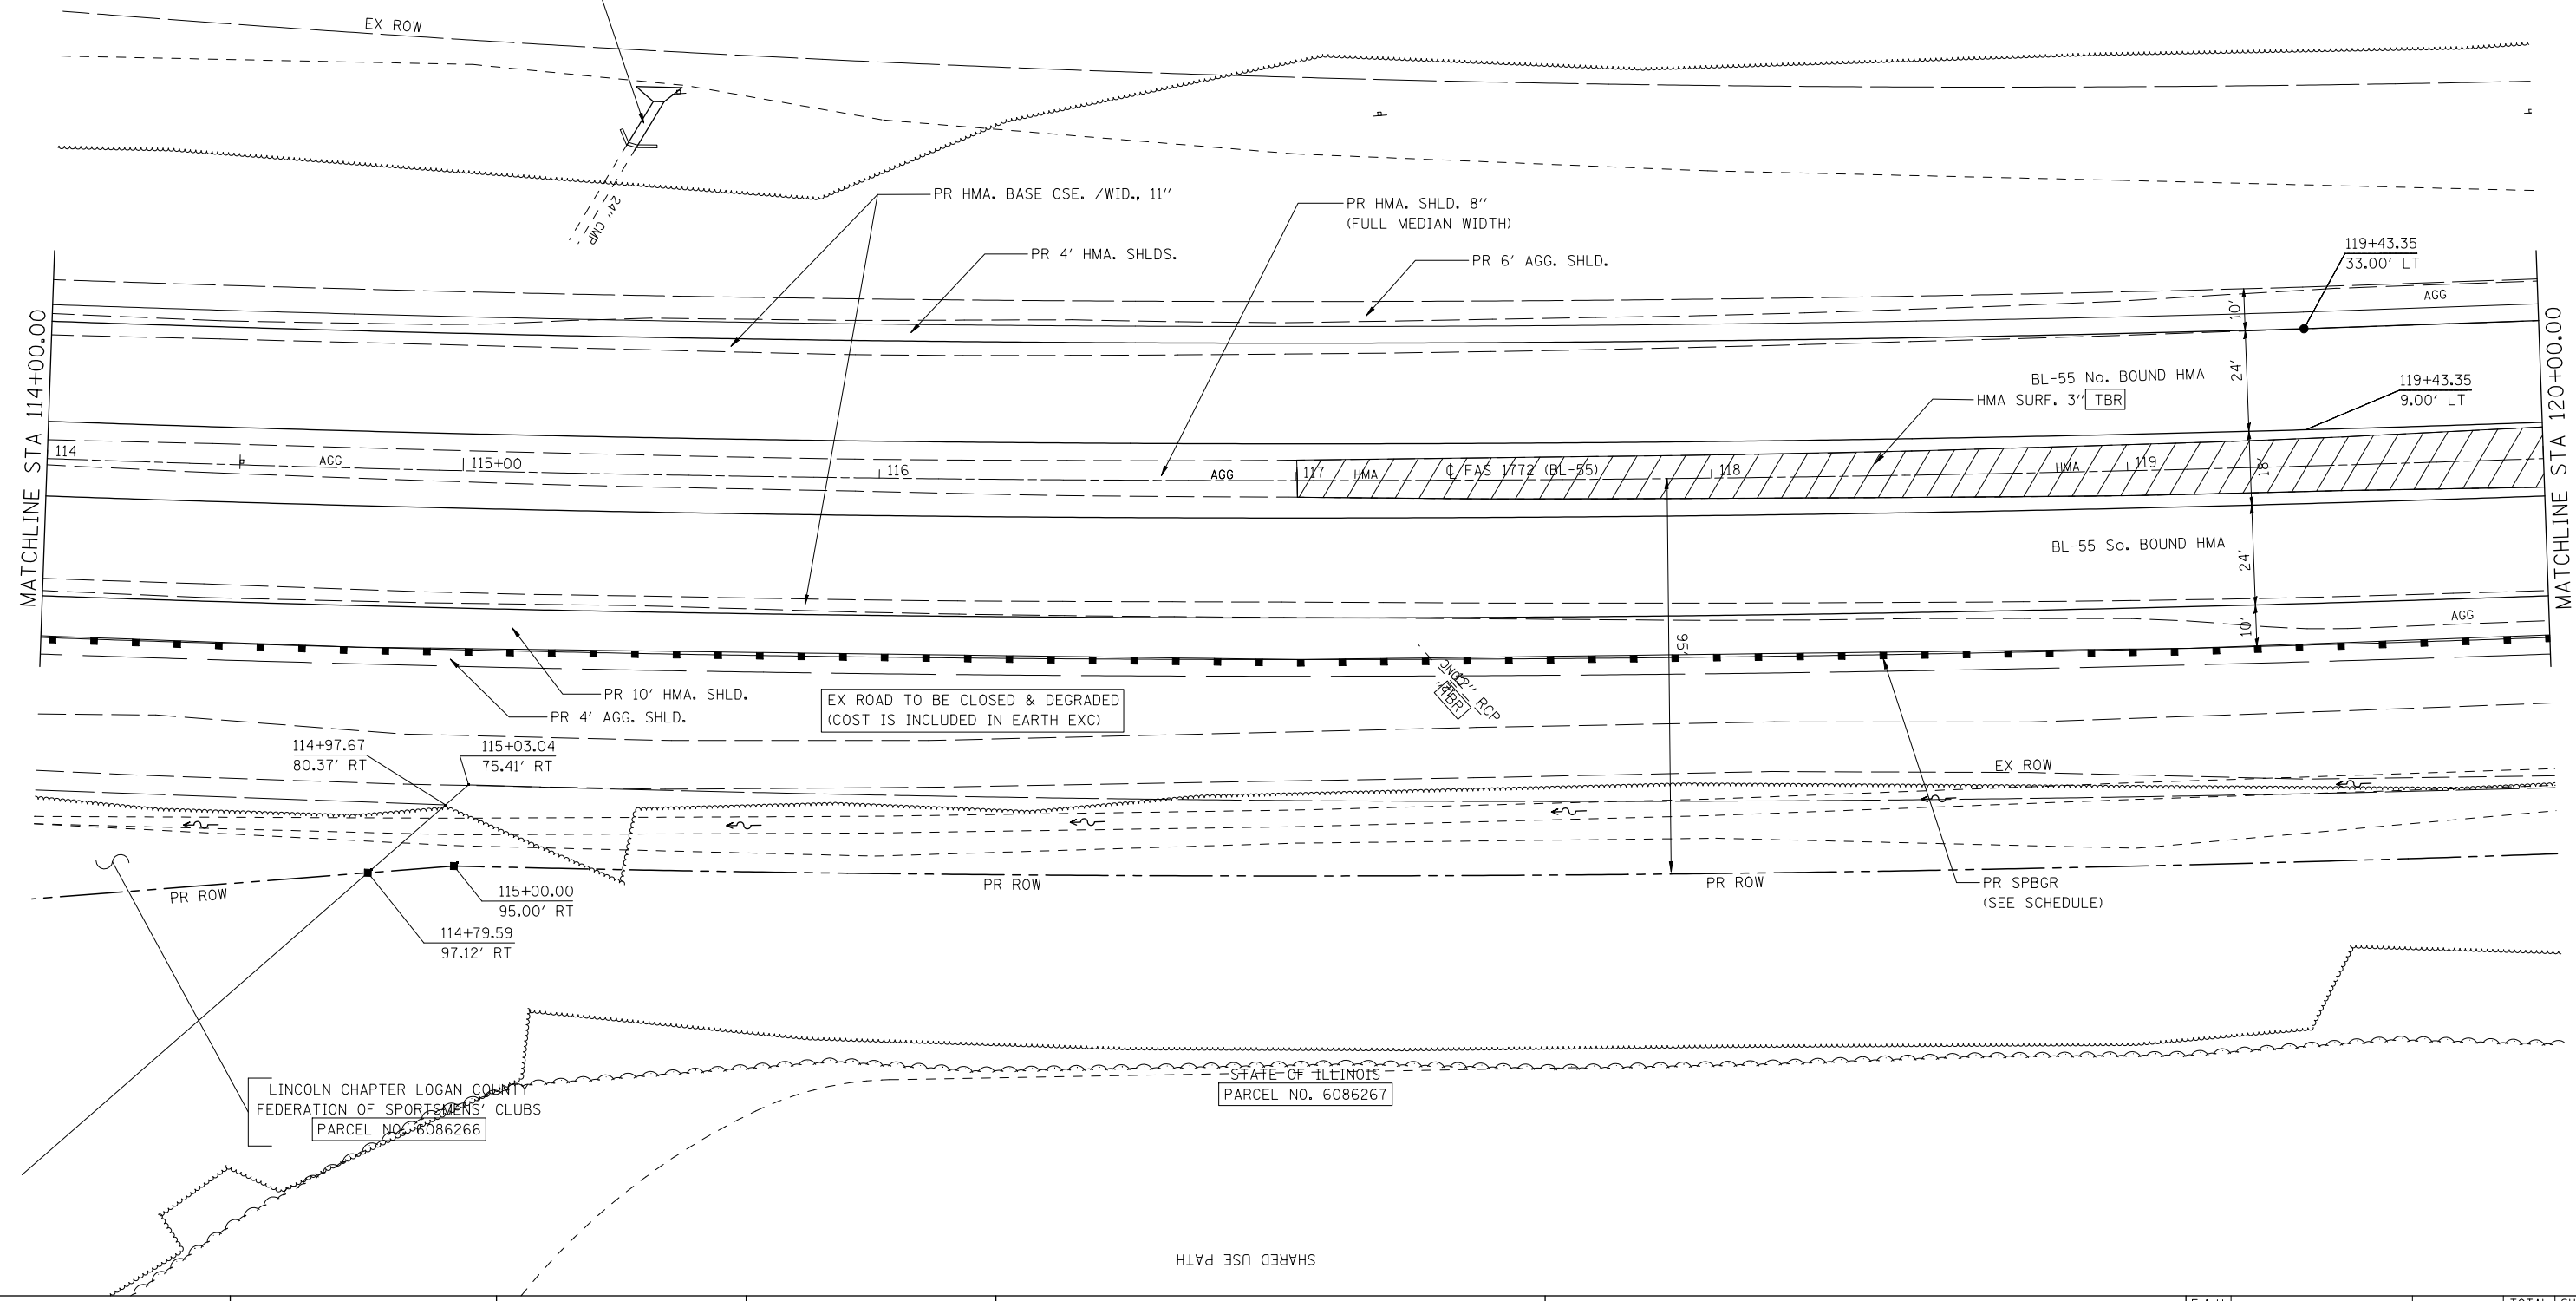 EX ROW
24" CMP
PR HMA. BASE CSE. /WID., 11"
PR HMA. SHLD. 8"
(FULL MEDIAN WIDTH)
PR 4' HMA. SHLDS.
PR 6' AGG. SHLD.
119+43.35
33.00' LT
AGG
10'
MATCHLINE STA 114+00.00
MATCHLINE STA 120+00.00
24'
BL-55 No. BOUND HMA
HMA SURF. 3" TBR
119+43.35
9.00' LT
114
AGG
115+00
116
AGG
117
HMA
℄ FAS 1772 (BL-55)
118
HMA
119
18'
BL-55 So. BOUND HMA
24'
AGG
10'
95'
PR 10' HMA. SHLD.
PR 4' AGG. SHLD.
EX ROAD TO BE CLOSED & DEGRADED
(COST IS INCLUDED IN EARTH EXC)
12" RCP
TBR
114+97.67
80.37' RT
115+03.04
75.41' RT
EX ROW
PR ROW
115+00.00
95.00' RT
114+79.59
97.12' RT
PR ROW
PR ROW
PR SPBGR
(SEE SCHEDULE)
LINCOLN CHAPTER LOGAN COUNTY
FEDERATION OF SPORTSMENS' CLUBS
PARCEL NO. 6086266
STATE OF ILLINOIS
PARCEL NO. 6086267
SHARED USE PATH